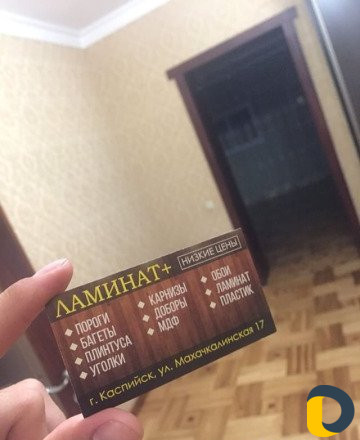 ЛАМИНАТ+
НИЗКИЕ ЦЕНЫ
ПОРОГИ
БАГЕТЫ
ПЛИНТУСА
УГОЛКИ
КАРНИЗЫ
ДОБОРЫ
МДФ
ОБОИ
ЛАМИНАТ
ПЛАСТИК
г. Каспийск, ул. Махачкалинская 17